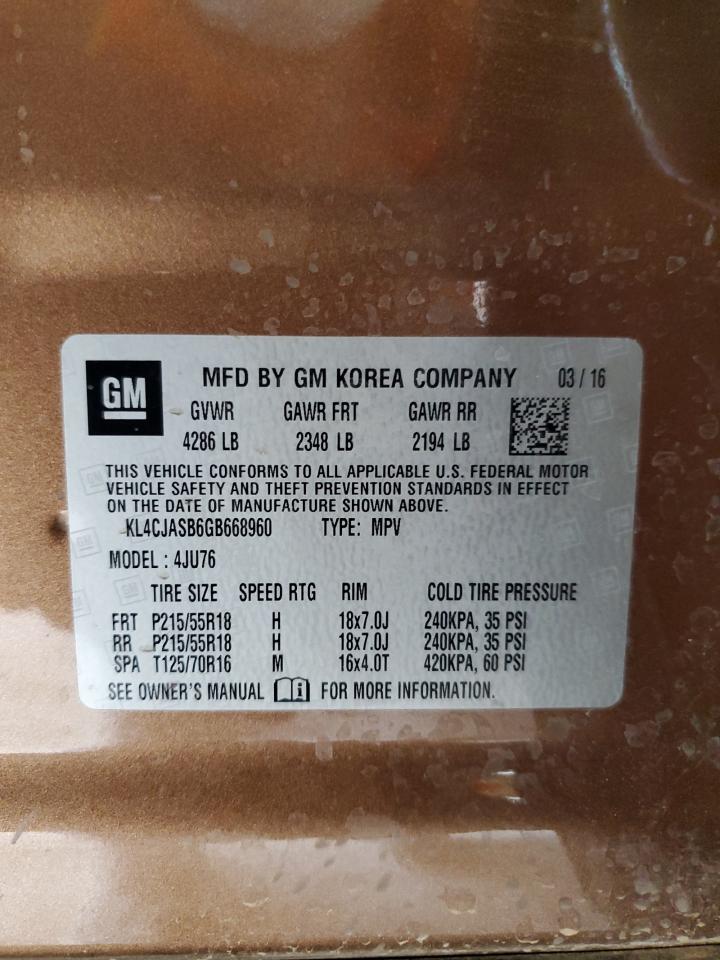 GM
MFD BY GM KOREA COMPANY 03 / 16
GVWR GAWR FRT GAWR RR
4286 LB 2348 LB 2194 LB
THIS VEHICLE CONFORMS TO ALL APPLICABLE U.S. FEDERAL MOTOR
VEHICLE SAFETY AND THEFT PREVENTION STANDARDS IN EFFECT
ON THE DATE OF MANUFACTURE SHOWN ABOVE.
KL4CJASB6GB668960 TYPE: MPV
MODEL : 4JU76
TIRE SIZE SPEED RTG RIM COLD TIRE PRESSURE
FRT P215/55R18 H 18x7.0J 240KPA, 35 PSI
RR P215/55R18 H 18x7.0J 240KPA, 35 PSI
SPA T125/70R16 M 16x4.0T 420KPA, 60 PSI
SEE OWNER'S MANUAL i FOR MORE INFORMATION.